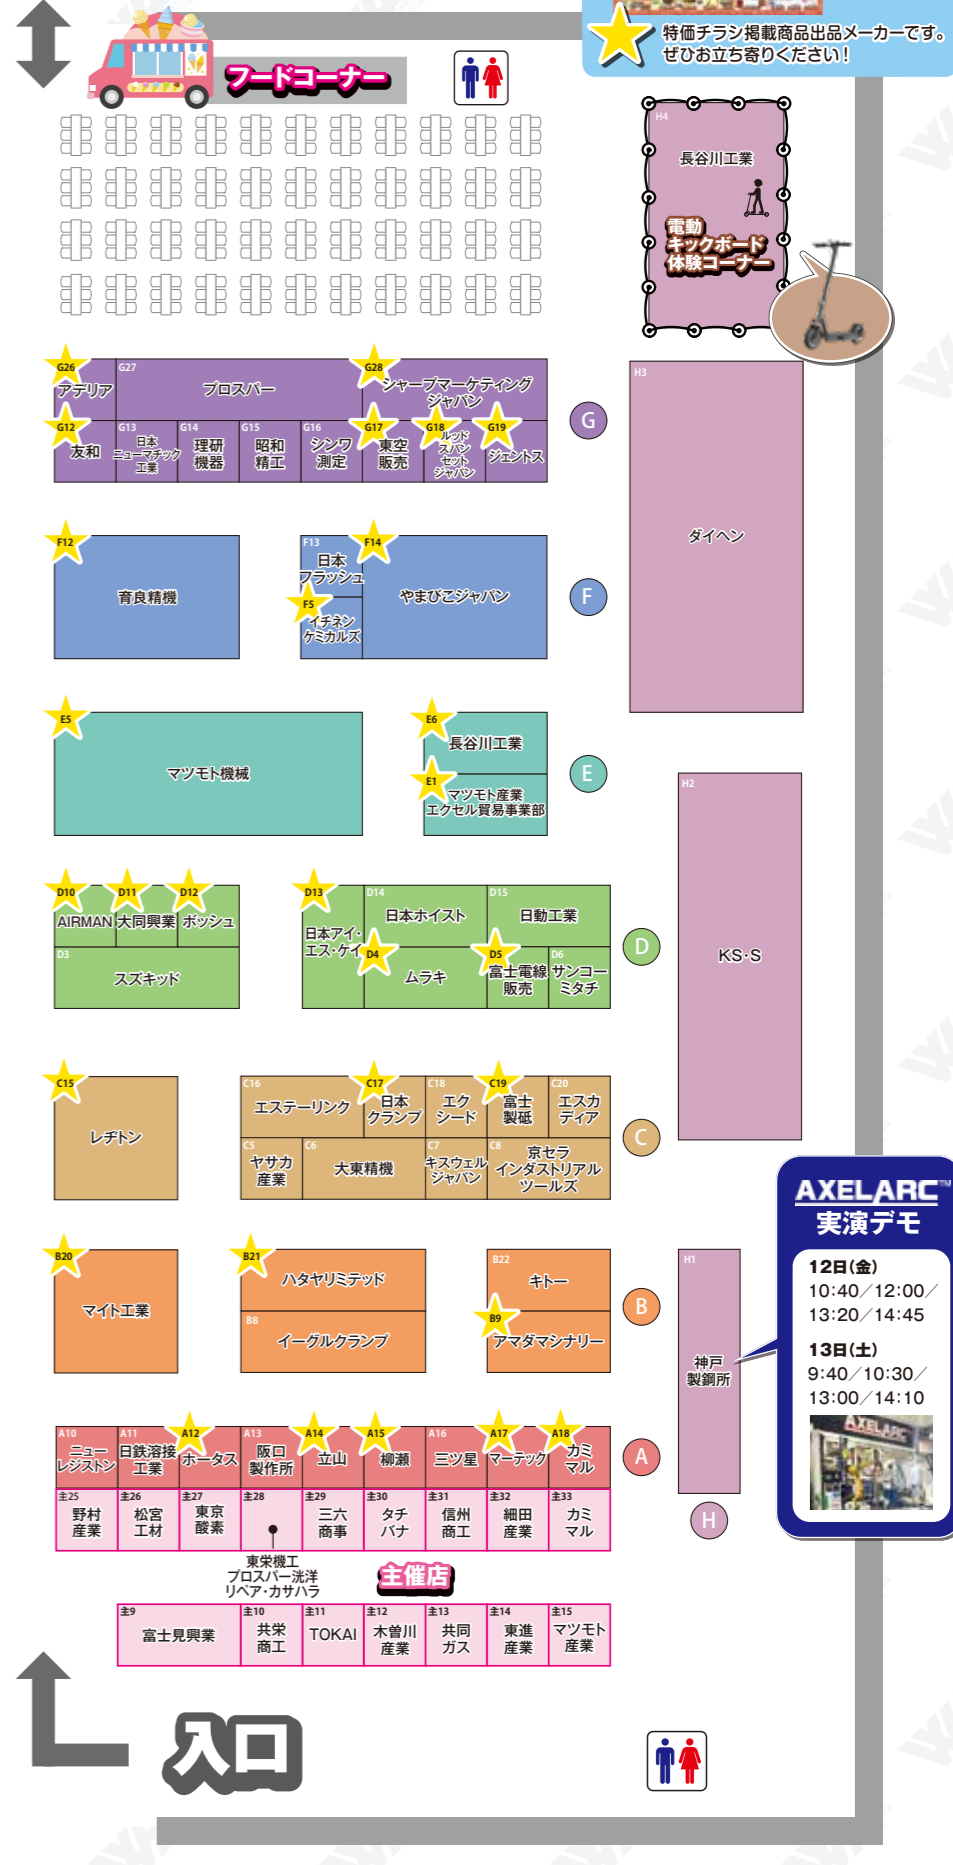 特価チラシ掲載商品出品メーカーです。
ぜひお立ち寄りください!
フードコーナー
H4
長谷川工業
電動
キックボード
体験コーナー
G26
アデリア
G27
プロスパー
G28
シャープマーケティング
ジャパン
G12
友和
G13
日本
ニューマチック
工業
G14
理研
機器
G15
昭和
精工
G16
シンワ
測定
G17
東空
販売
G18
ルッド
スパン
セット
ジャパン
G19
ジェントス
G
H3
ダイヘン
F12
育良精機
F13
日本
フラッシュ
F14
やまびこジャパン
F5
イチネン
ケミカルズ
F
E5
マツモト機械
E6
長谷川工業
E1
マツモト産業
エクセル貿易事業部
E
H2
KS・S
D10
AIRMAN
D11
大同興業
D12
ボッシュ
D3
スズキッド
D13
日本アイ・
エス・ケイ
D14
日本ホイスト
D15
日動工業
D4
ムラキ
D5
富士電線
販売
D6
サンコー
ミタチ
D
C15
レヂトン
C16
エステーリンク
C17
日本
クランプ
C18
エク
シード
C19
富士
製砥
C20
エスカ
ディア
C5
ヤサカ
産業
C6
大東精機
C7
キスウェル
ジャパン
C8
京セラ
インダストリアル
ツールズ
C
AXELARC™
実演デモ
12日(金)
10:40/12:00/
13:20/14:45
13日(土)
9:40/10:30/
13:00/14:10
AXELARC
B20
マイト工業
B21
ハタヤリミテッド
B8
イーグルクランプ
B22
キトー
B9
アマダマシナリー
B
H1
神戸
製鋼所
H
A10
ニュー
レジストン
A11
日鉄溶接
工業
A12
ホータス
A13
阪口
製作所
A14
立山
A15
柳瀬
A16
三ツ星
A17
マーテック
A18
カミ
マル
A
主25
野村
産業
主26
松宮
工材
主27
東京
酸素
主28
東栄機工
プロスパー洸洋
リペア・カサハラ
主29
三六
商事
主30
タチ
バナ
主31
信州
商工
主32
細田
産業
主33
カミ
マル
主催店
主9
富士見興業
主10
共栄
商工
主11
TOKAI
主12
木曽川
産業
主13
共同
ガス
主14
東進
産業
主15
マツモト
産業
入口